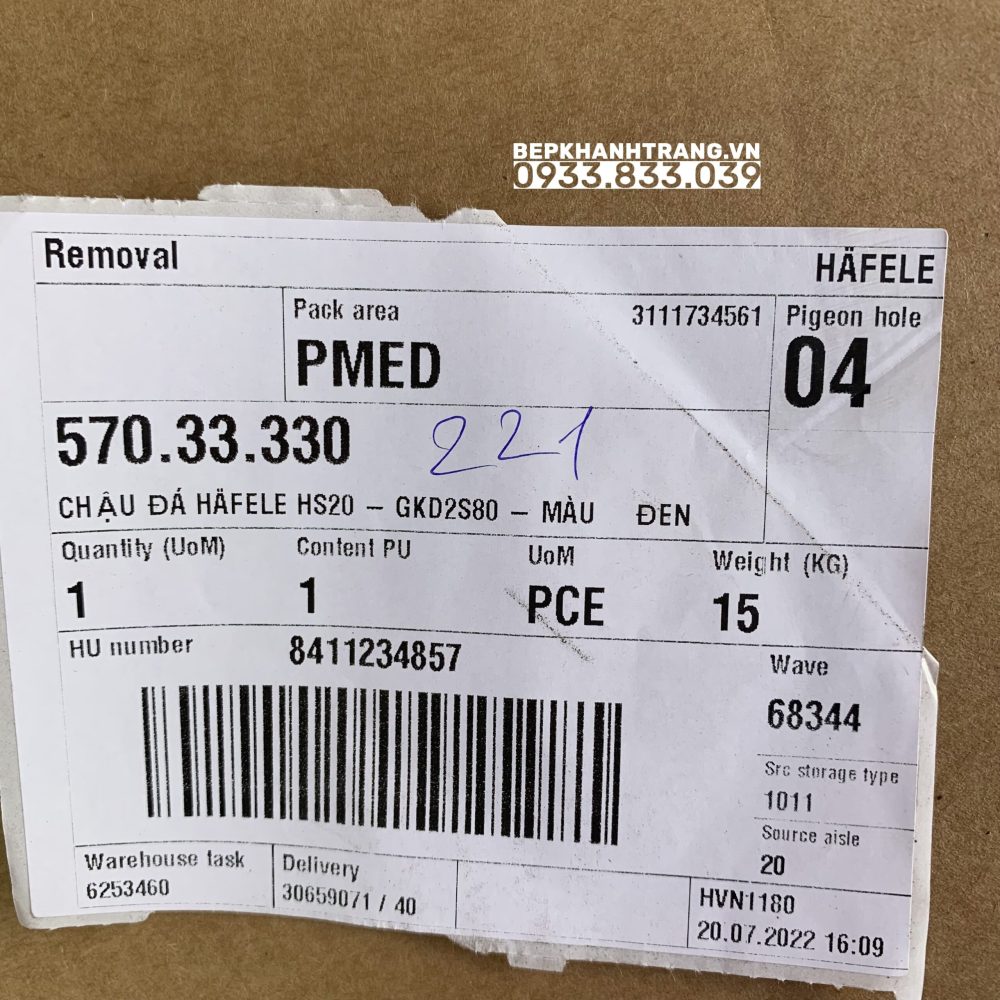 BEPKHANHTRANG.VN
0933.833.039
Removal
HÄFELE
Pack area
3111734561
Pigeon hole
PMED
04
570.33.330
221
CHẬU ĐÁ HÄFELE HS20 – GKD2S80 – MÀU ĐEN
Quantity (UoM)
Content PU
UoM
Weight (KG)
1
1
PCE
15
HU number
8411234857
Wave
68344
Src storage type
1011
Source aisle
20
Warehouse task
6253460
Delivery
30659071 / 40
HVN1180
20.07.2022 16:09